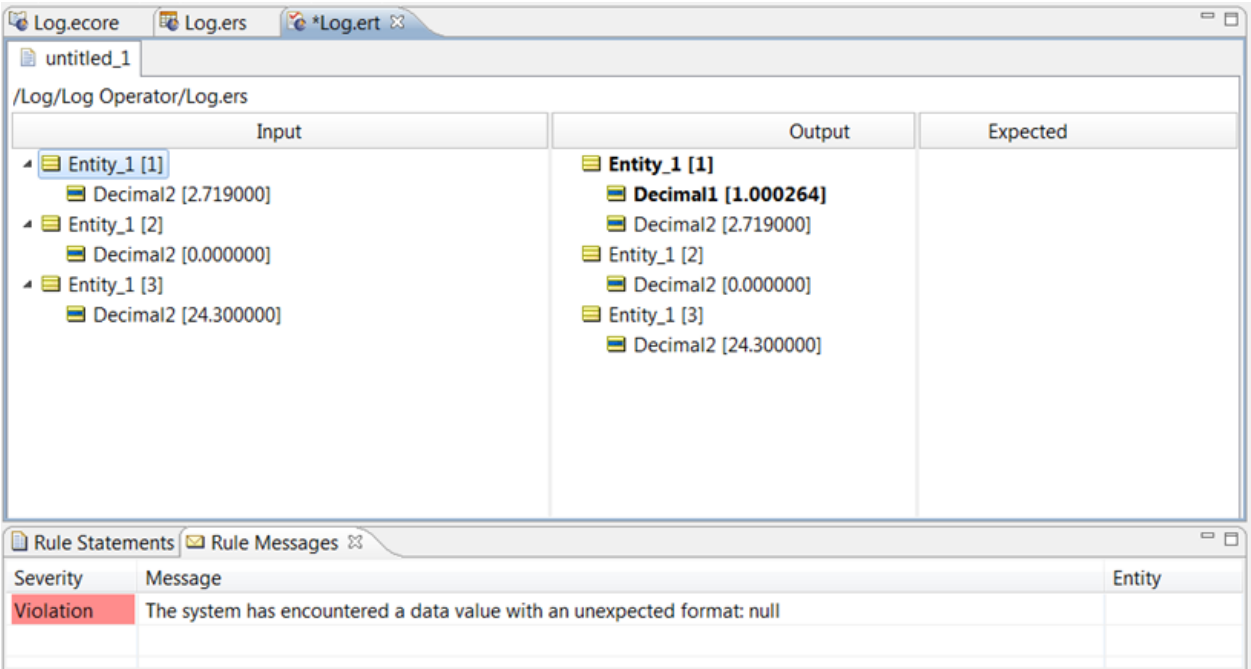 Log.ecore Log.ers *Log.ert
untitled_1
/Log/Log Operator/Log.ers
Input Output Expected
Entity_1 [1] Entity_1 [1]
Decimal2 [2.719000] Decimal1 [1.000264]
Entity_1 [2] Decimal2 [2.719000]
Decimal2 [0.000000] Entity_1 [2]
Entity_1 [3] Decimal2 [0.000000]
Decimal2 [24.300000] Entity_1 [3]
Decimal2 [24.300000]
Rule Statements Rule Messages
Severity Message Entity
Violation The system has encountered a data value with an unexpected format: null